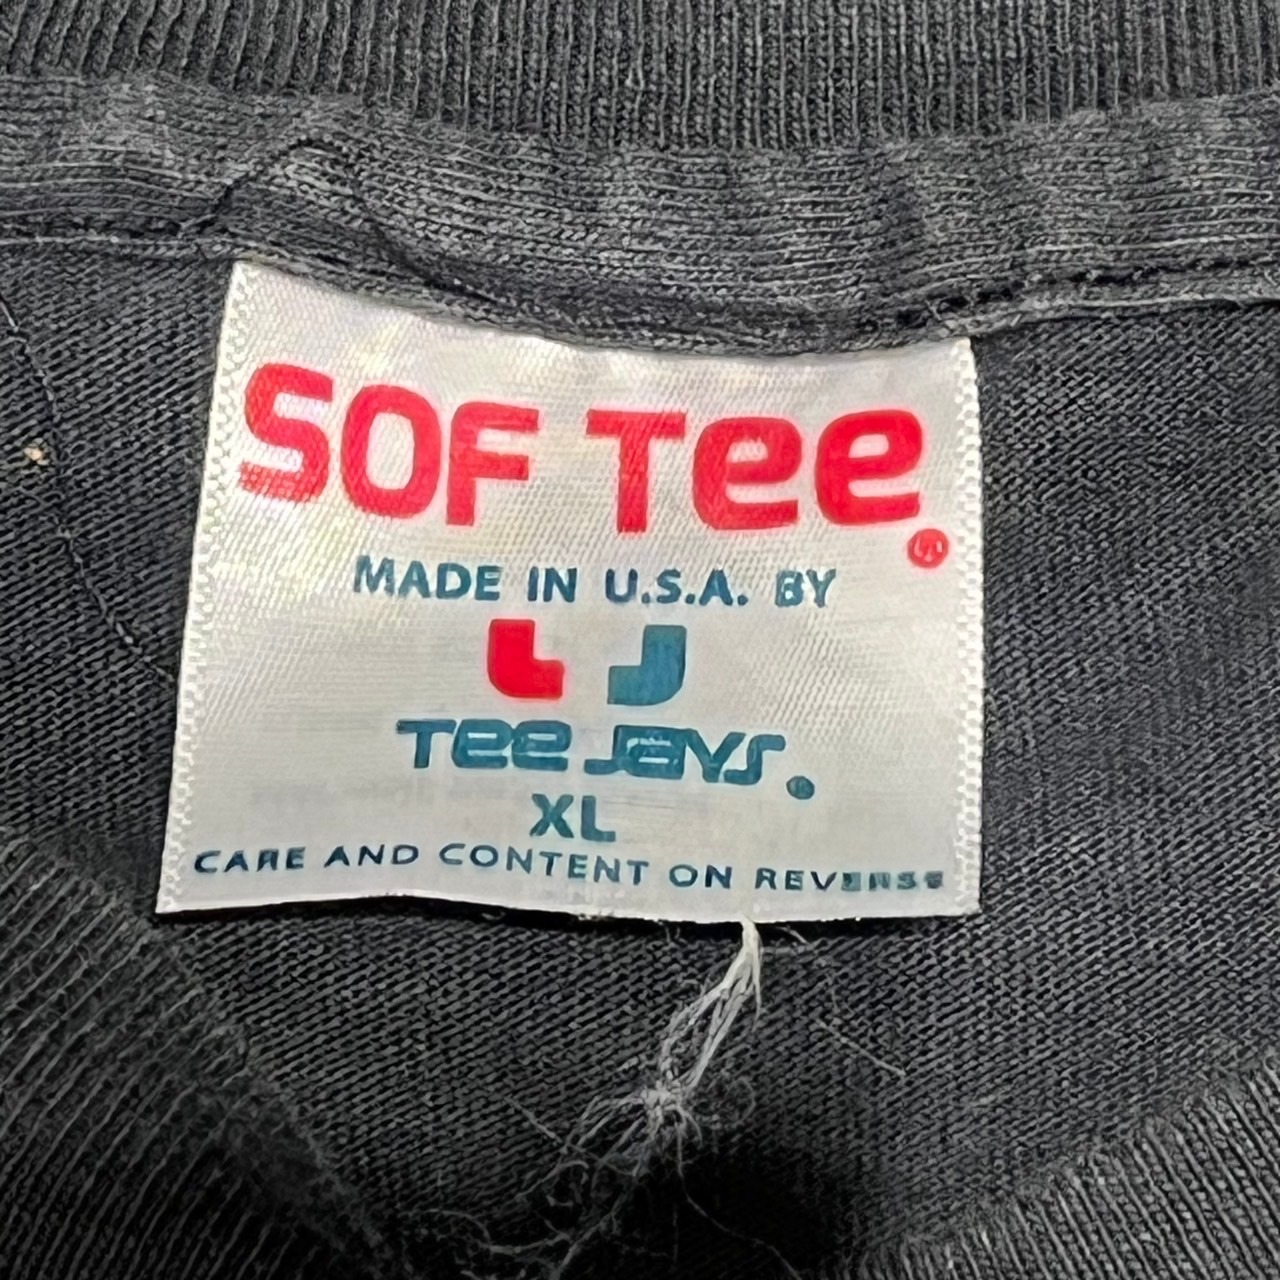 SOF TEE®
MADE IN U.S.A. BY
TEE JAYS®
XL
CARE AND CONTENT ON REVERSE